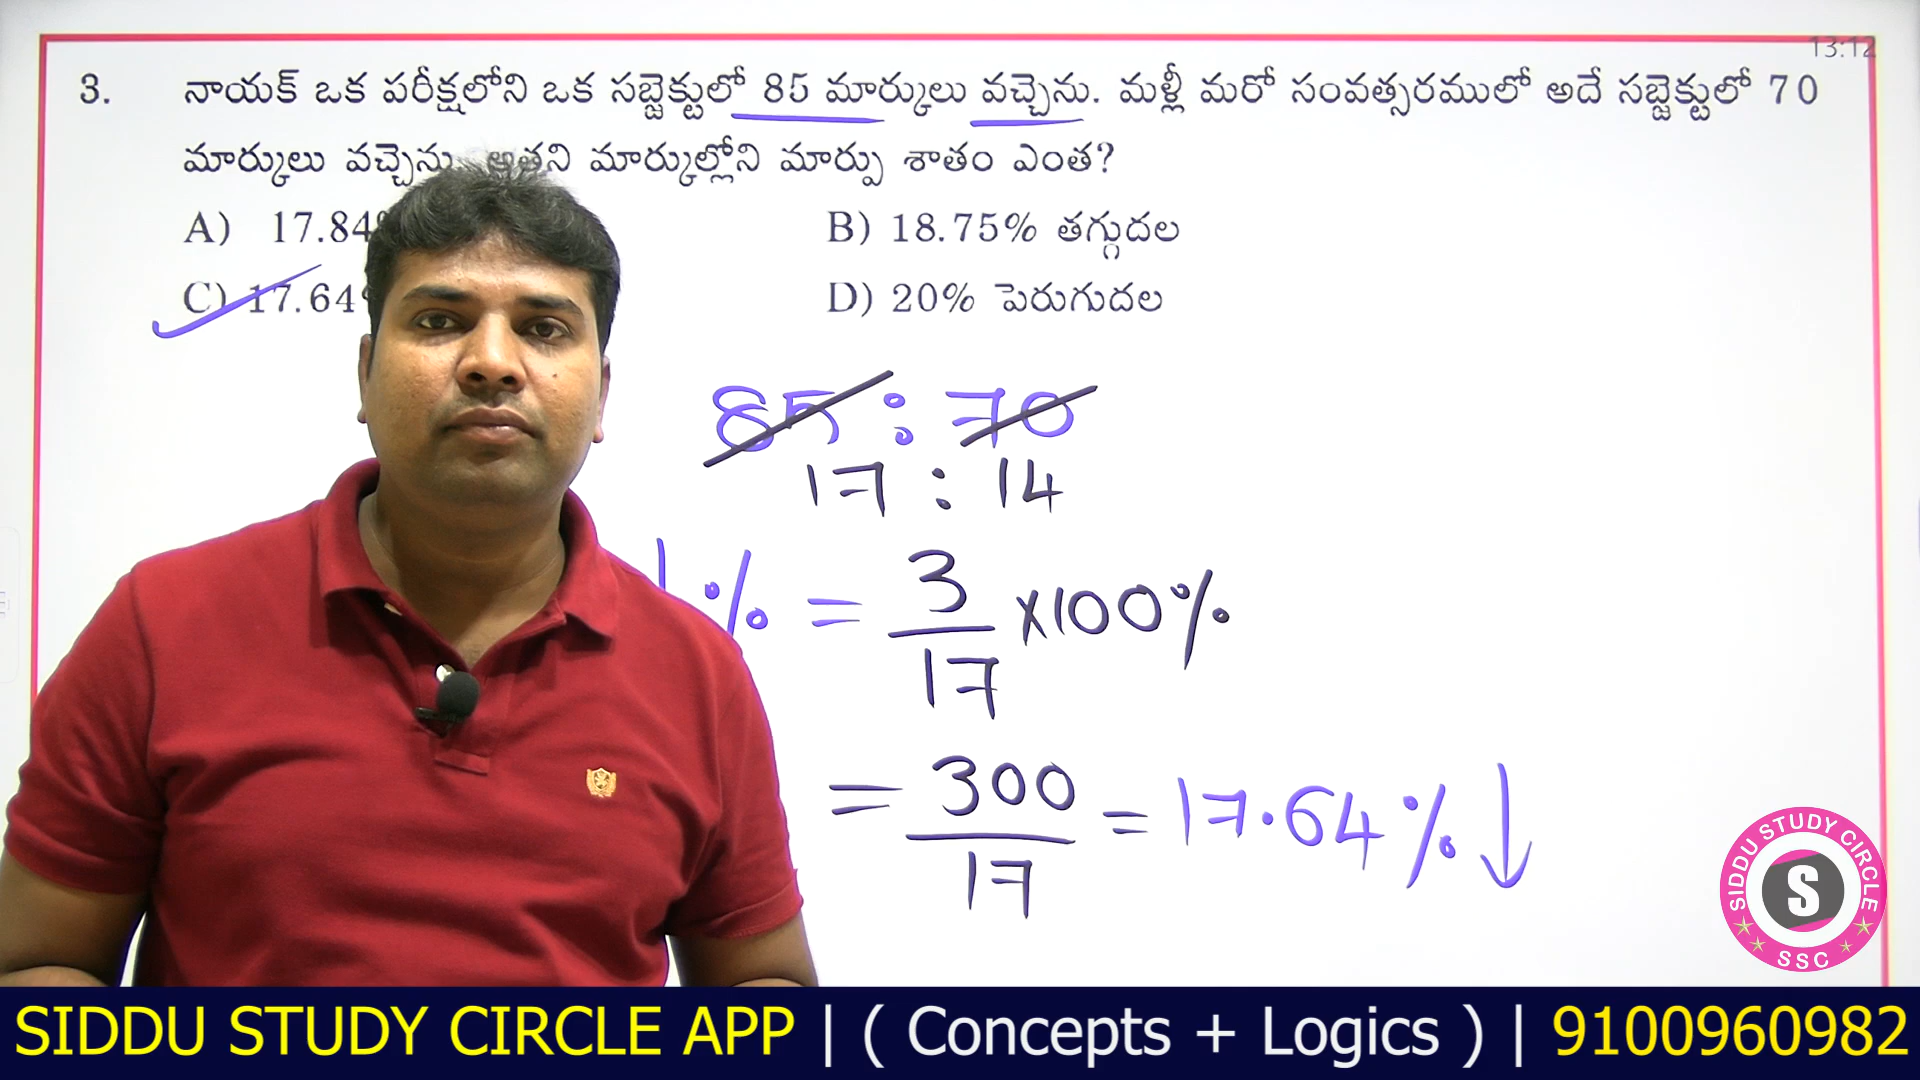 13:12
3. నాయక్ ఒక పరీక్షలోని ఒక సబ్జెక్టులో 85 మార్కులు వచ్చెను. మళ్లీ మరో సంవత్సరములో అదే సబ్జెక్టులో 70
మార్కులు వచ్చెను అతని మార్కుల్లోని మార్పు శాతం ఎంత?
A) 17.84
B) 18.75% తగ్గుదల
C) 17.64
D) 20% పెరుగుదల
85 : 70
17 : 14
% = 3/17 ×100%
= 300/17 = 17.64% ↓
SIDDU STUDY CIRCLE
S
SSC
SIDDU STUDY CIRCLE APP | ( Concepts + Logics ) | 9100960982